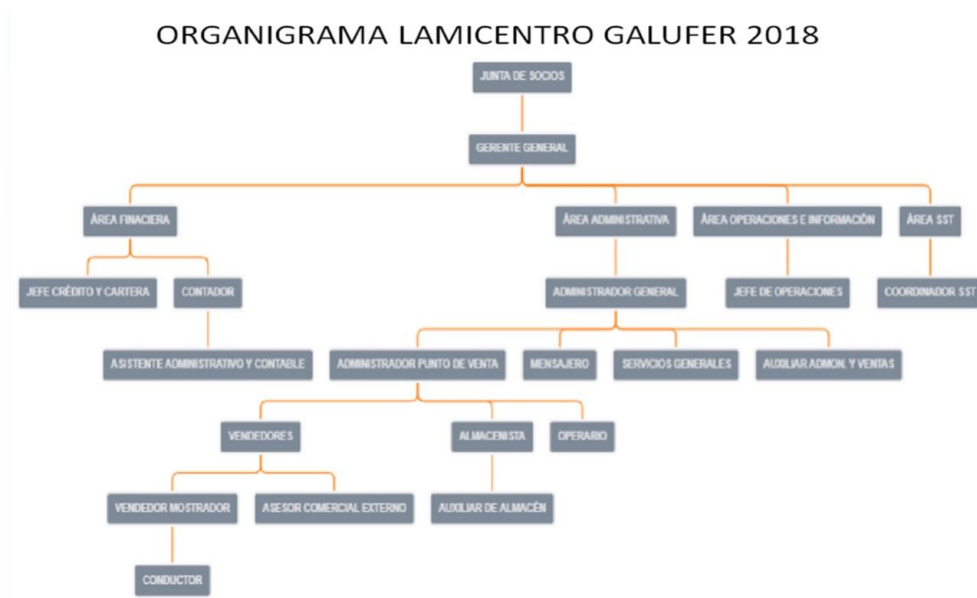 ORGANIGRAMA LAMICENTRO GALUFER 2018
JUNTA DE SOCIOS
GERENTE GENERAL
ÁREA FINACIERA
ÁREA ADMINISTRATIVA
ÁREA OPERACIONES E INFORMACIÓN
ÁREA SST
JEFE CRÉDITO Y CARTERA
CONTADOR
ADMINISTRADOR GENERAL
JEFE DE OPERACIONES
COORDINADOR SST
ASISTENTE ADMINISTRATIVO Y CONTABLE
ADMINISTRADOR PUNTO DE VENTA
MENSAJERO
SERVICIOS GENERALES
AUXILIAR ADMON. Y VENTAS
VENDEDORES
ALMACENISTA
OPERARIO
VENDEDOR MOSTRADOR
ASESOR COMERCIAL EXTERNO
AUXILIAR DE ALMACÉN
CONDUCTOR